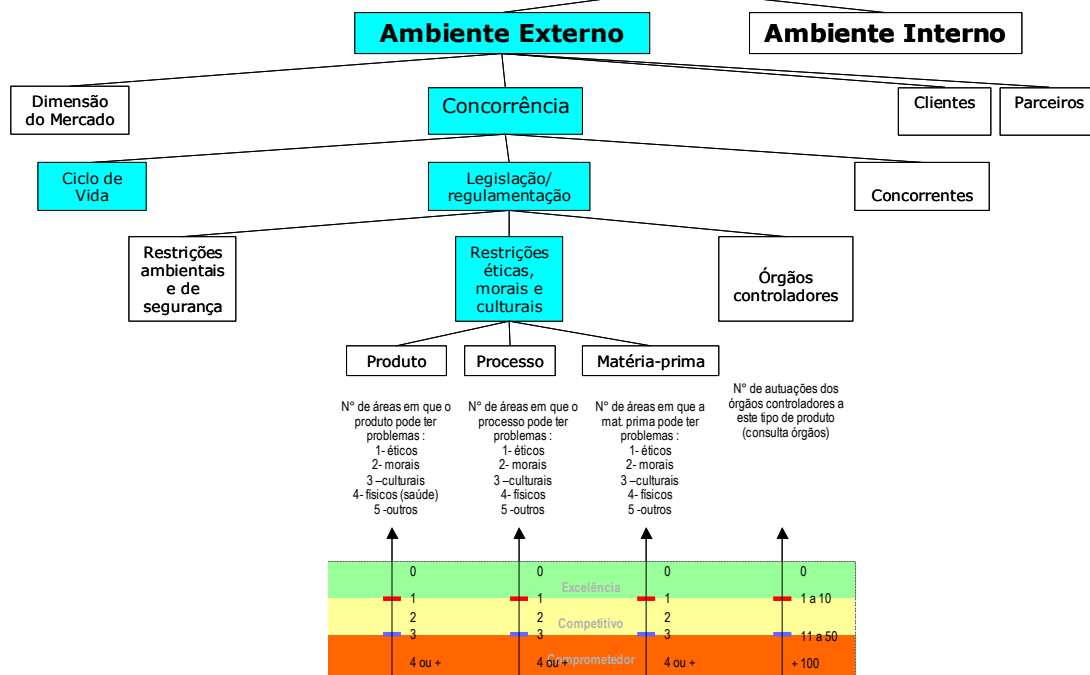 Ambiente Externo
Ambiente Interno
Dimensão
do Mercado
Concorrência
Clientes
Parceiros
Ciclo de
Vida
Legislação/
regulamentação
Concorrentes
Restrições
ambientais
e de
segurança
Restrições
éticas,
morais e
culturais
Órgãos
controladores
Produto
Processo
Matéria-prima
N° de áreas em que o
produto pode ter
problemas :
1- éticos
2- morais
3 –culturais
4- físicos (saúde)
5 -outros
N° de áreas em que o
processo pode ter
problemas :
1- éticos
2- morais
3 –culturais
4- físicos
5 -outros
N° de áreas em que a
mat. prima pode ter
problemas :
1- éticos
2- morais
3 –culturais
4- físicos
5 -outros
N° de autuações dos
órgãos controladores a
este tipo de produto
(consulta órgãos)
0 0 0 0
Excelência
1 1 1 1 a 10
2 2 2
Competitivo
3 3 3 11 a 50
Comprometedor
4 ou + 4 ou + 4 ou + + 100